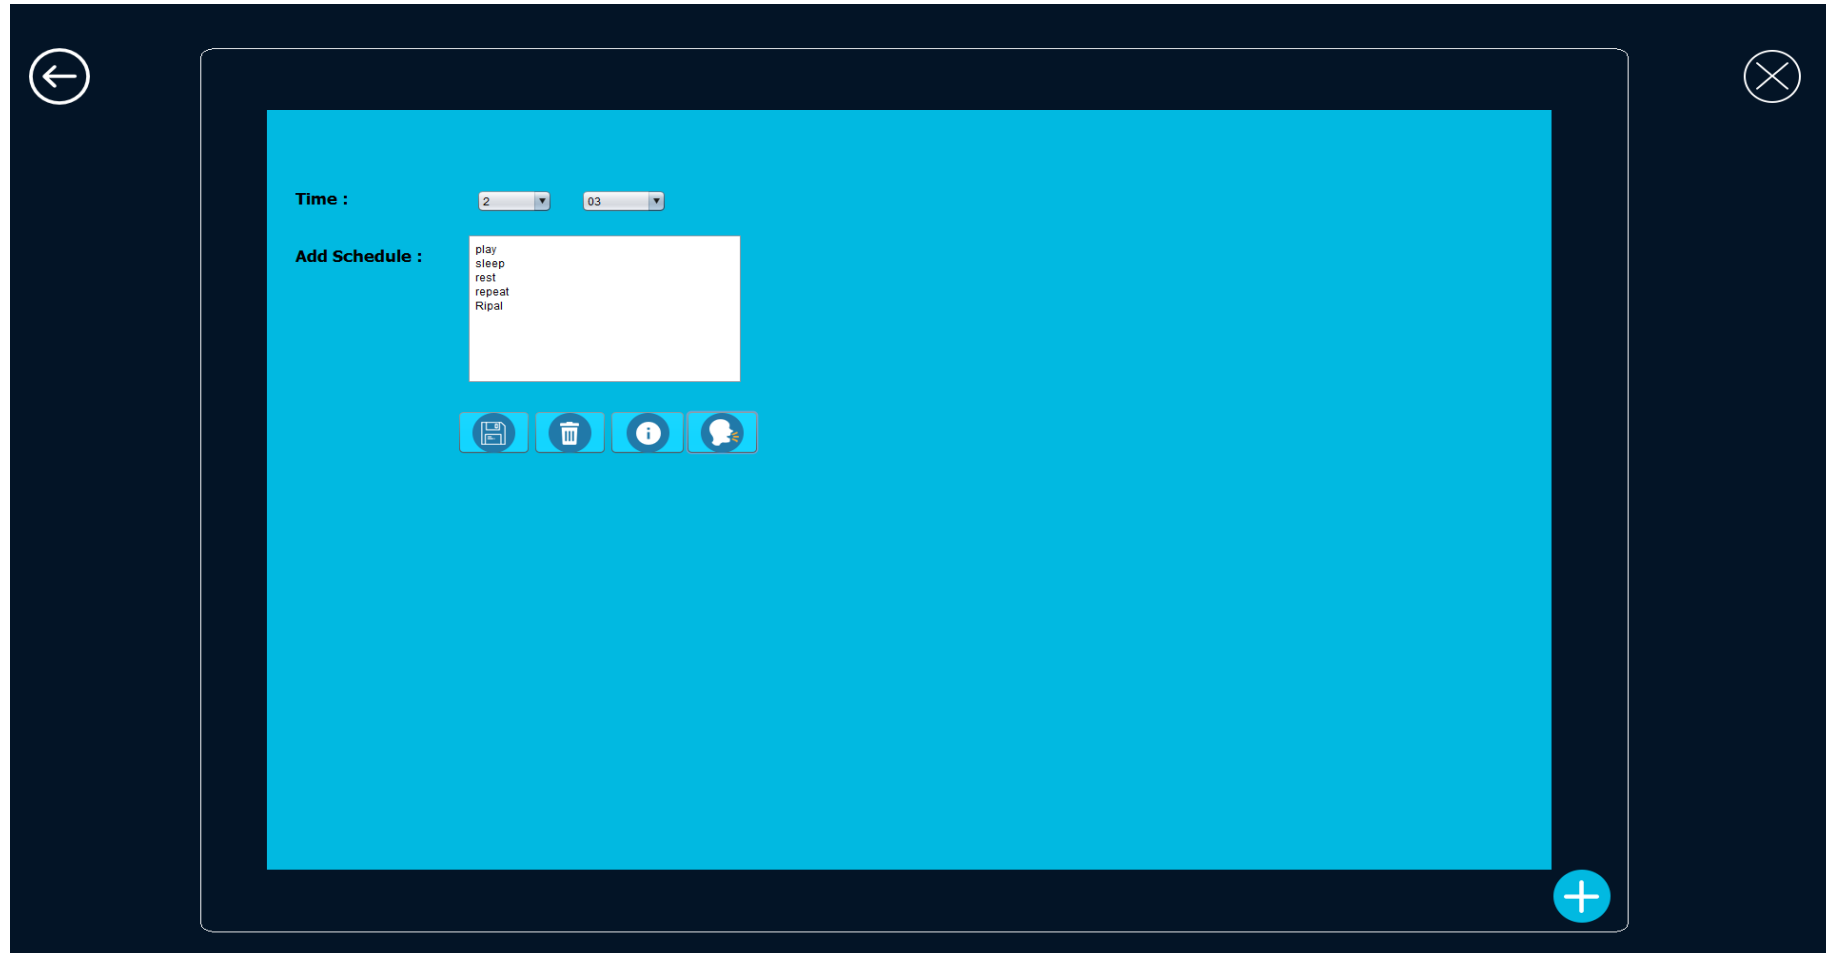 Time :
2
03
Add Schedule :
play
sleep
rest
repeat
Ripal